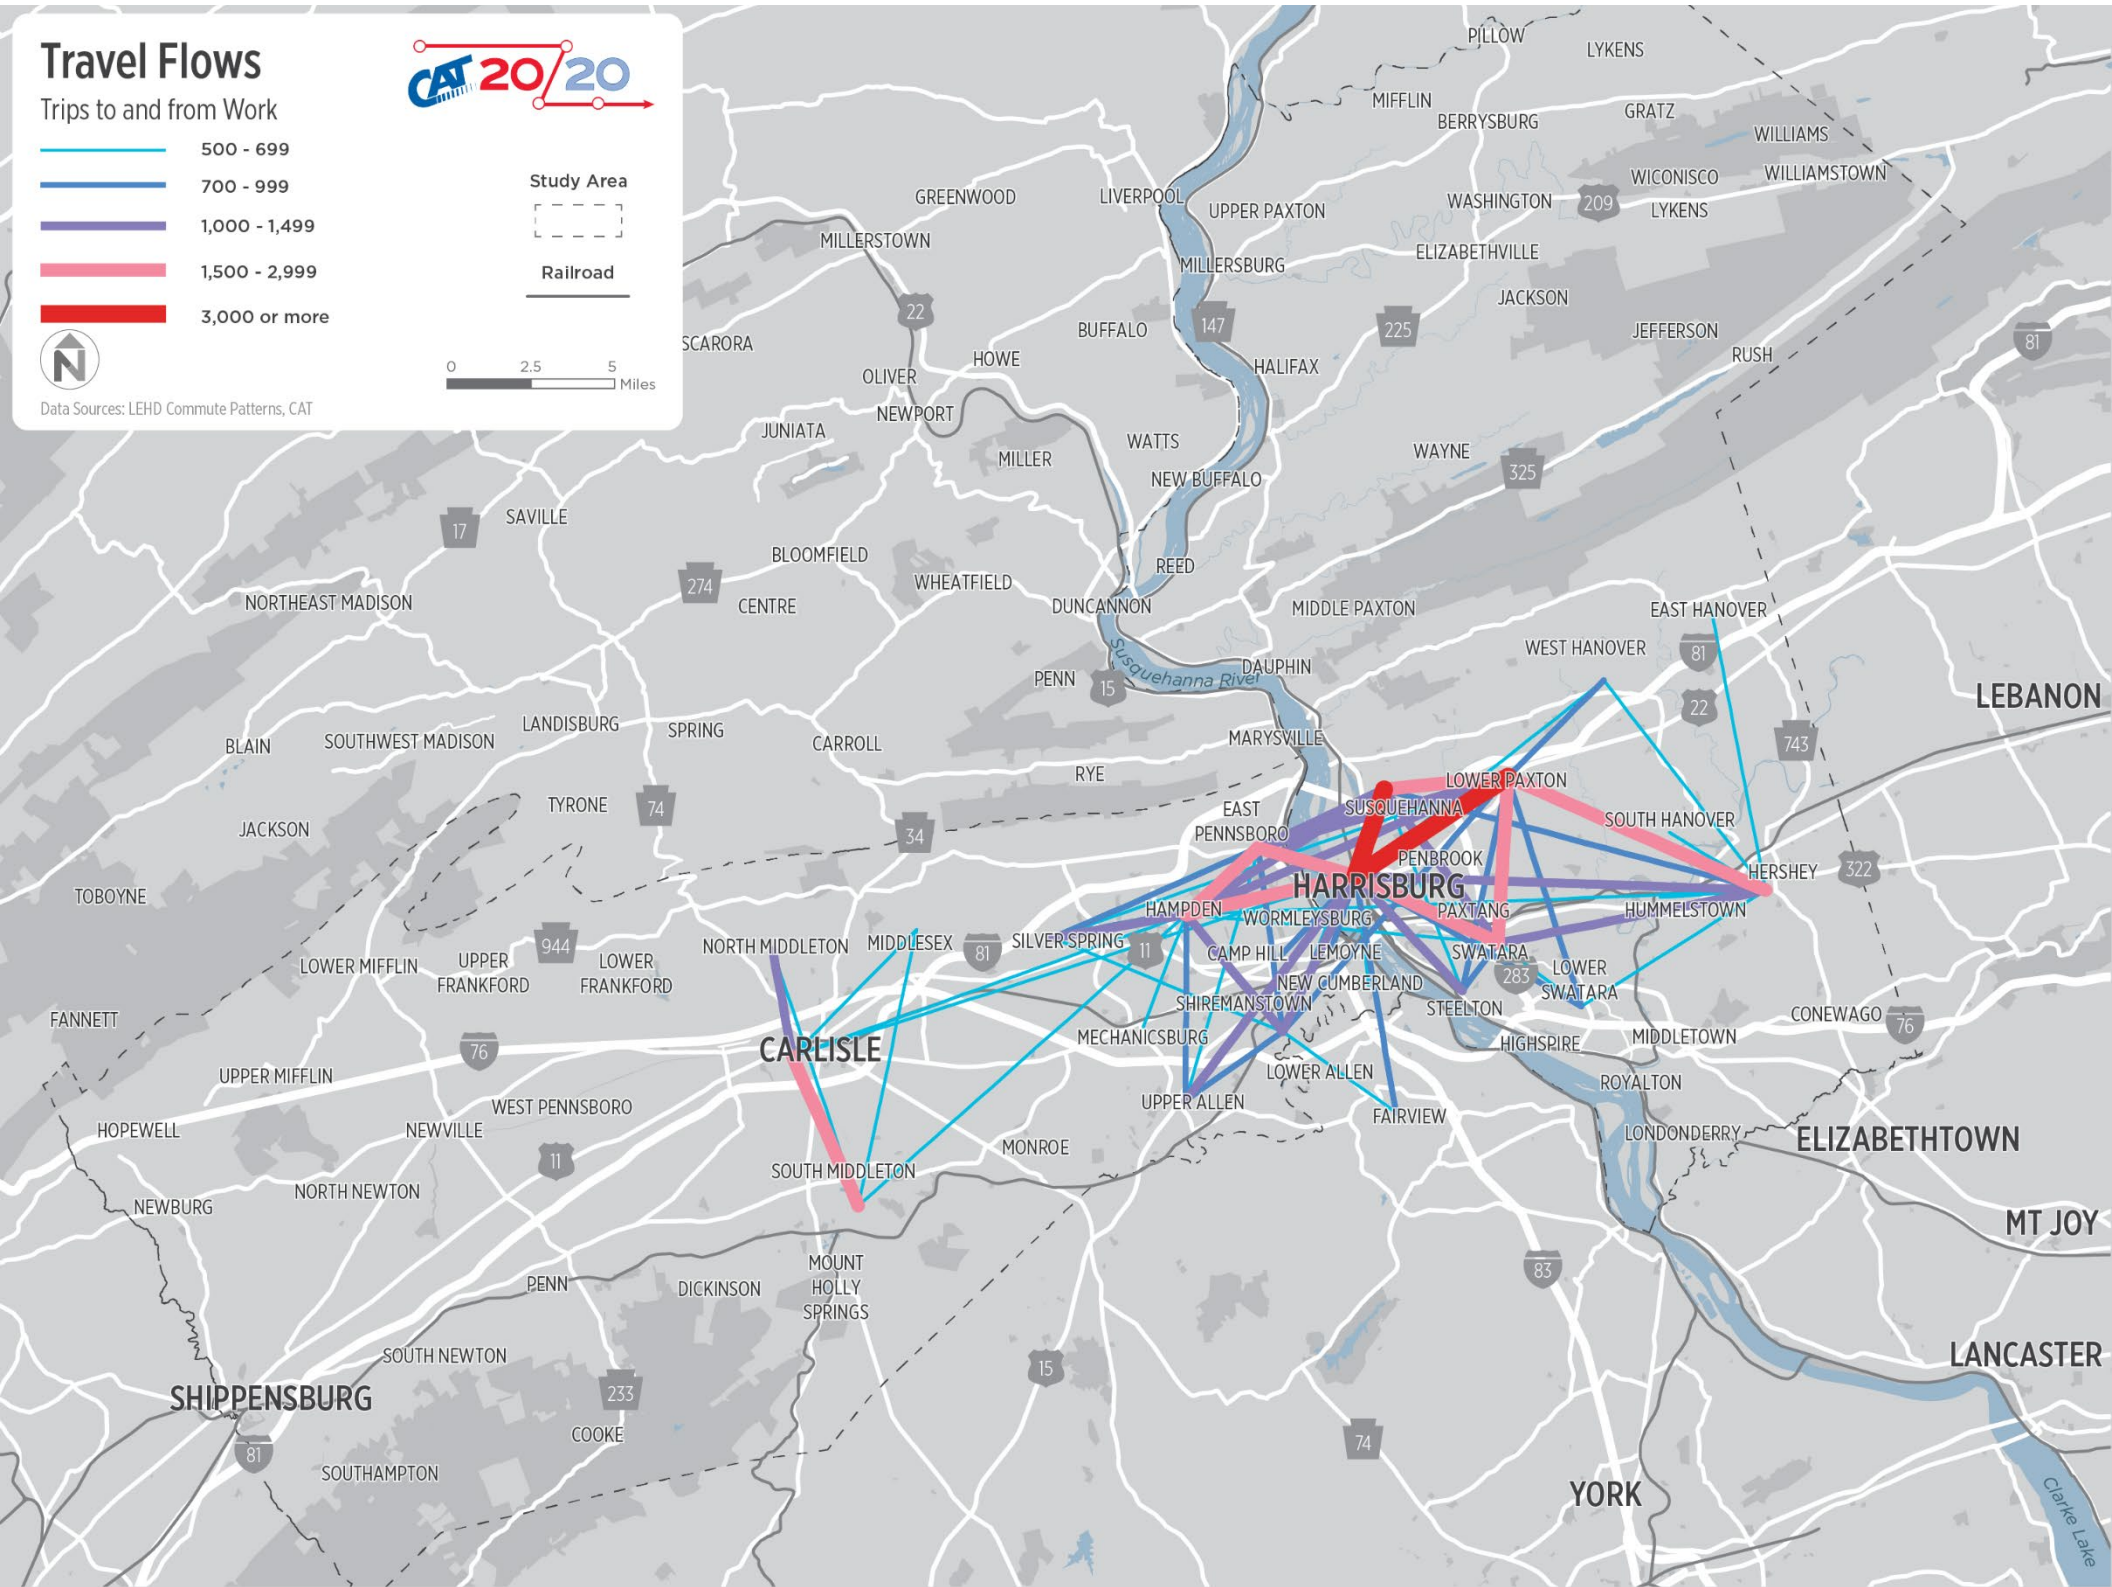 Travel Flows
Trips to and from Work
CAT 20/20
500 - 699
700 - 999
1,000 - 1,499
1,500 - 2,999
3,000 or more
Study Area
Railroad
N
0 2.5 5
Miles
Data Sources: LEHD Commute Patterns, CAT
PILLOW
LYKENS
MIFFLIN
BERRYSBURG
GRATZ
WILLIAMS
WICONISCO
WILLIAMSTOWN
GREENWOOD
LIVERPOOL
UPPER PAXTON
WASHINGTON
209
LYKENS
MILLERSTOWN
MILLERSBURG
ELIZABETHVILLE
JACKSON
22
BUFFALO
147
225
JEFFERSON
81
SCARORA
HOWE
HALIFAX
RUSH
OLIVER
NEWPORT
JUNIATA
WATTS
MILLER
WAYNE
325
NEW BUFFALO
17
SAVILLE
BLOOMFIELD
REED
274
WHEATFIELD
NORTHEAST MADISON
CENTRE
DUNCANNON
MIDDLE PAXTON
EAST HANOVER
WEST HANOVER
81
Susquehanna River
DAUPHIN
PENN
15
LEBANON
22
LANDISBURG
SPRING
BLAIN
SOUTHWEST MADISON
CARROLL
MARYSVILLE
743
RYE
LOWER PAXTON
TYRONE
74
EAST
PENNSBORO
SUSQUEHANNA
SOUTH HANOVER
JACKSON
34
PENBROOK
HERSHEY
322
TOBOYNE
HARRISBURG
HAMPDEN
WORMLEYSBURG
PAXTANG
HUMMELSTOWN
NORTH MIDDLETON
MIDDLESEX
81
SILVER SPRING
11
CAMP HILL
LEMOYNE
SWATARA
944
LOWER MIFFLIN
UPPER
FRANKFORD
LOWER
FRANKFORD
283
LOWER
SWATARA
NEW CUMBERLAND
SHIREMANSTOWN
STEELTON
FANNETT
CONEWAGO
76
76
CARLISLE
MECHANICSBURG
HIGHSPIRE
MIDDLETOWN
UPPER MIFFLIN
LOWER ALLEN
ROYALTON
WEST PENNSBORO
UPPER ALLEN
FAIRVIEW
HOPEWELL
NEWVILLE
MONROE
LONDONDERRY
ELIZABETHTOWN
11
SOUTH MIDDLETON
NORTH NEWTON
NEWBURG
MT JOY
MOUNT
HOLLY
SPRINGS
PENN
DICKINSON
83
SOUTH NEWTON
15
LANCASTER
SHIPPENSBURG
233
COOKE
81
74
SOUTHAMPTON
YORK
Clarke Lake